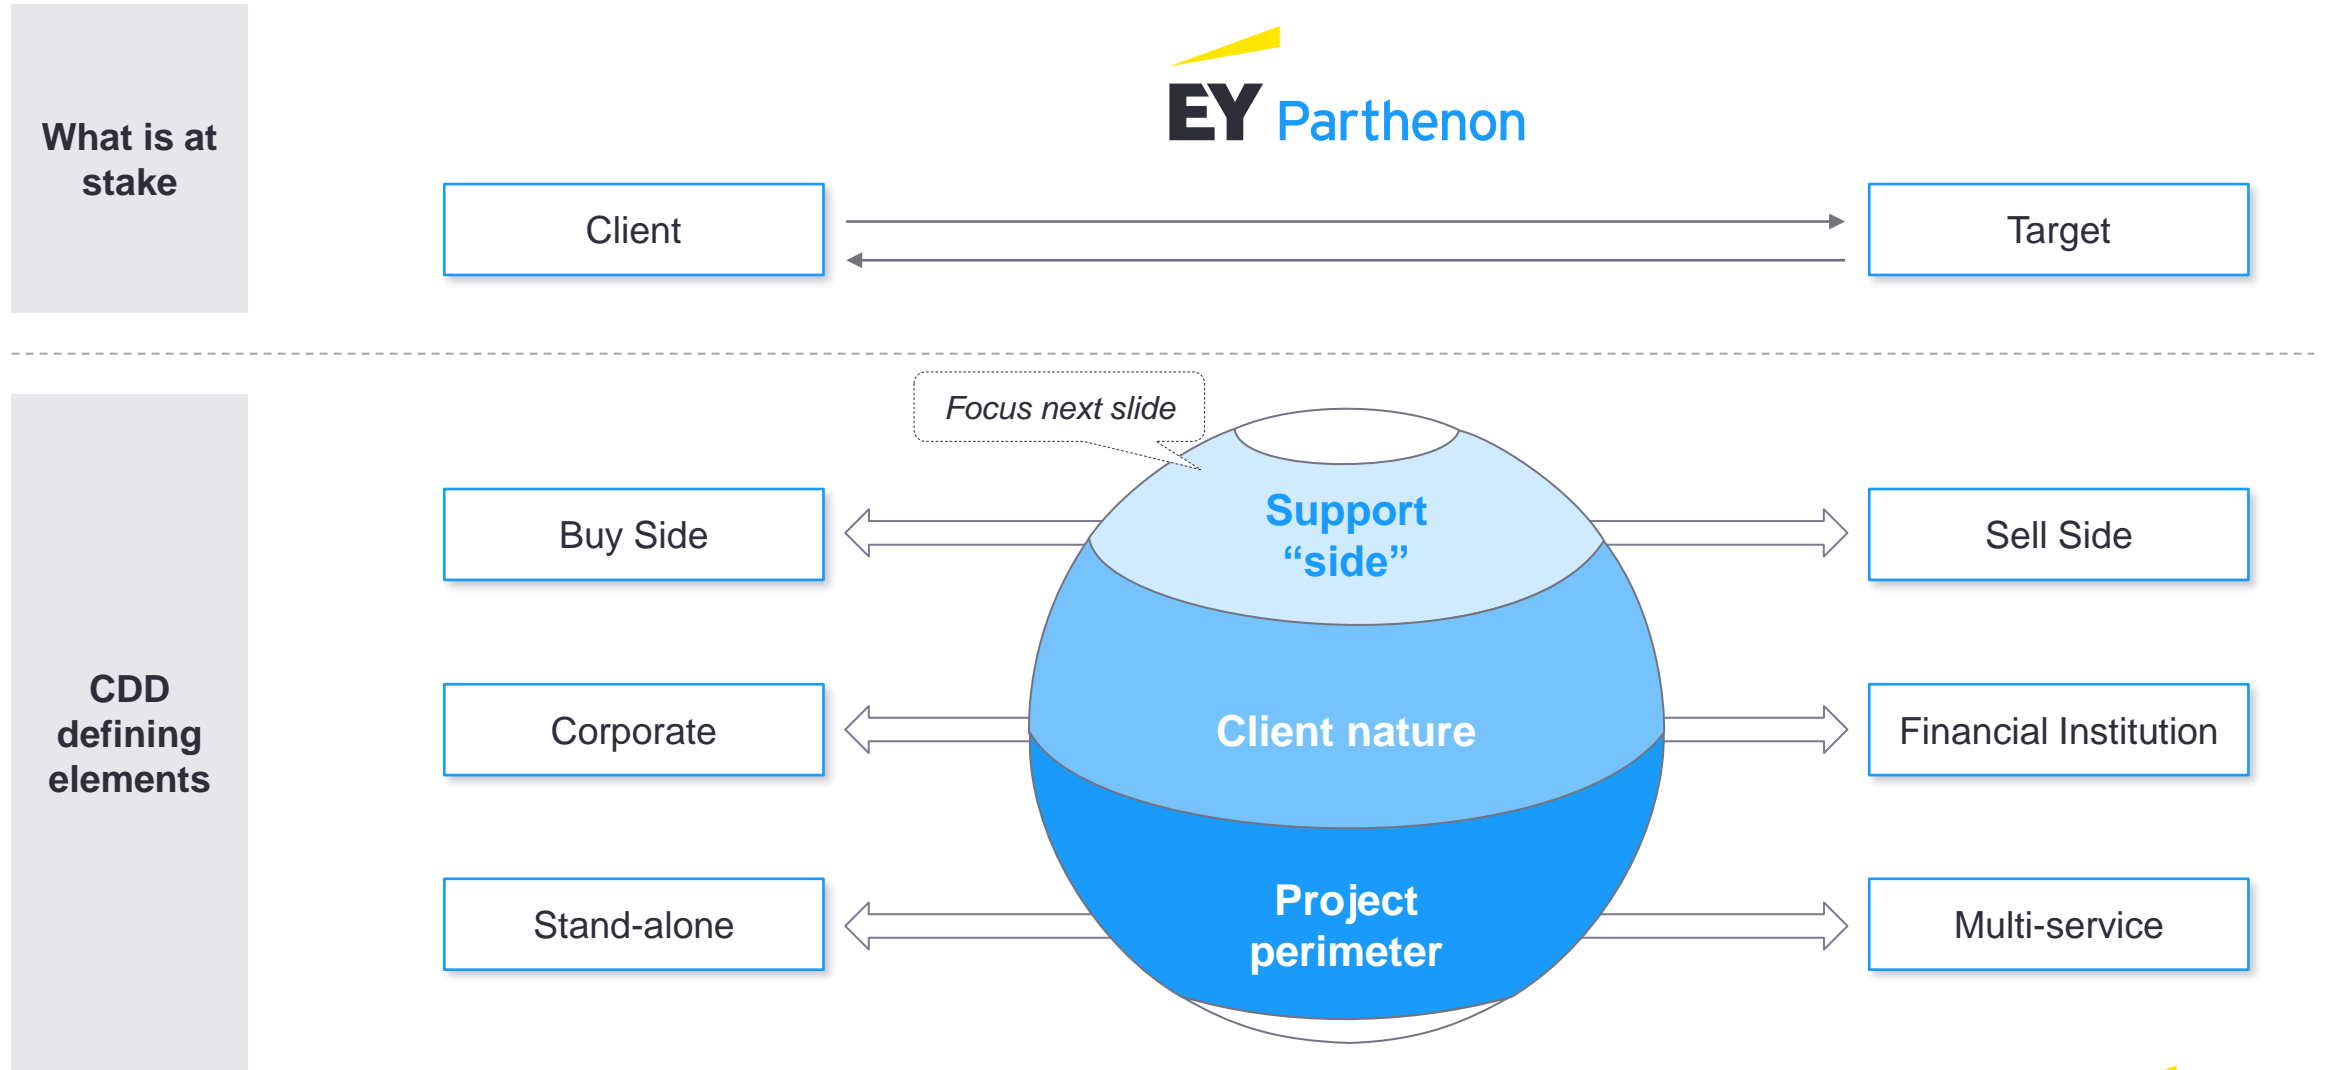 What is at
stake
EY Parthenon
Client
Target
Focus next slide
CDD
defining
elements
Buy Side
Support
“side”
Sell Side
Corporate
Client nature
Financial Institution
Stand-alone
Project
perimeter
Multi-service